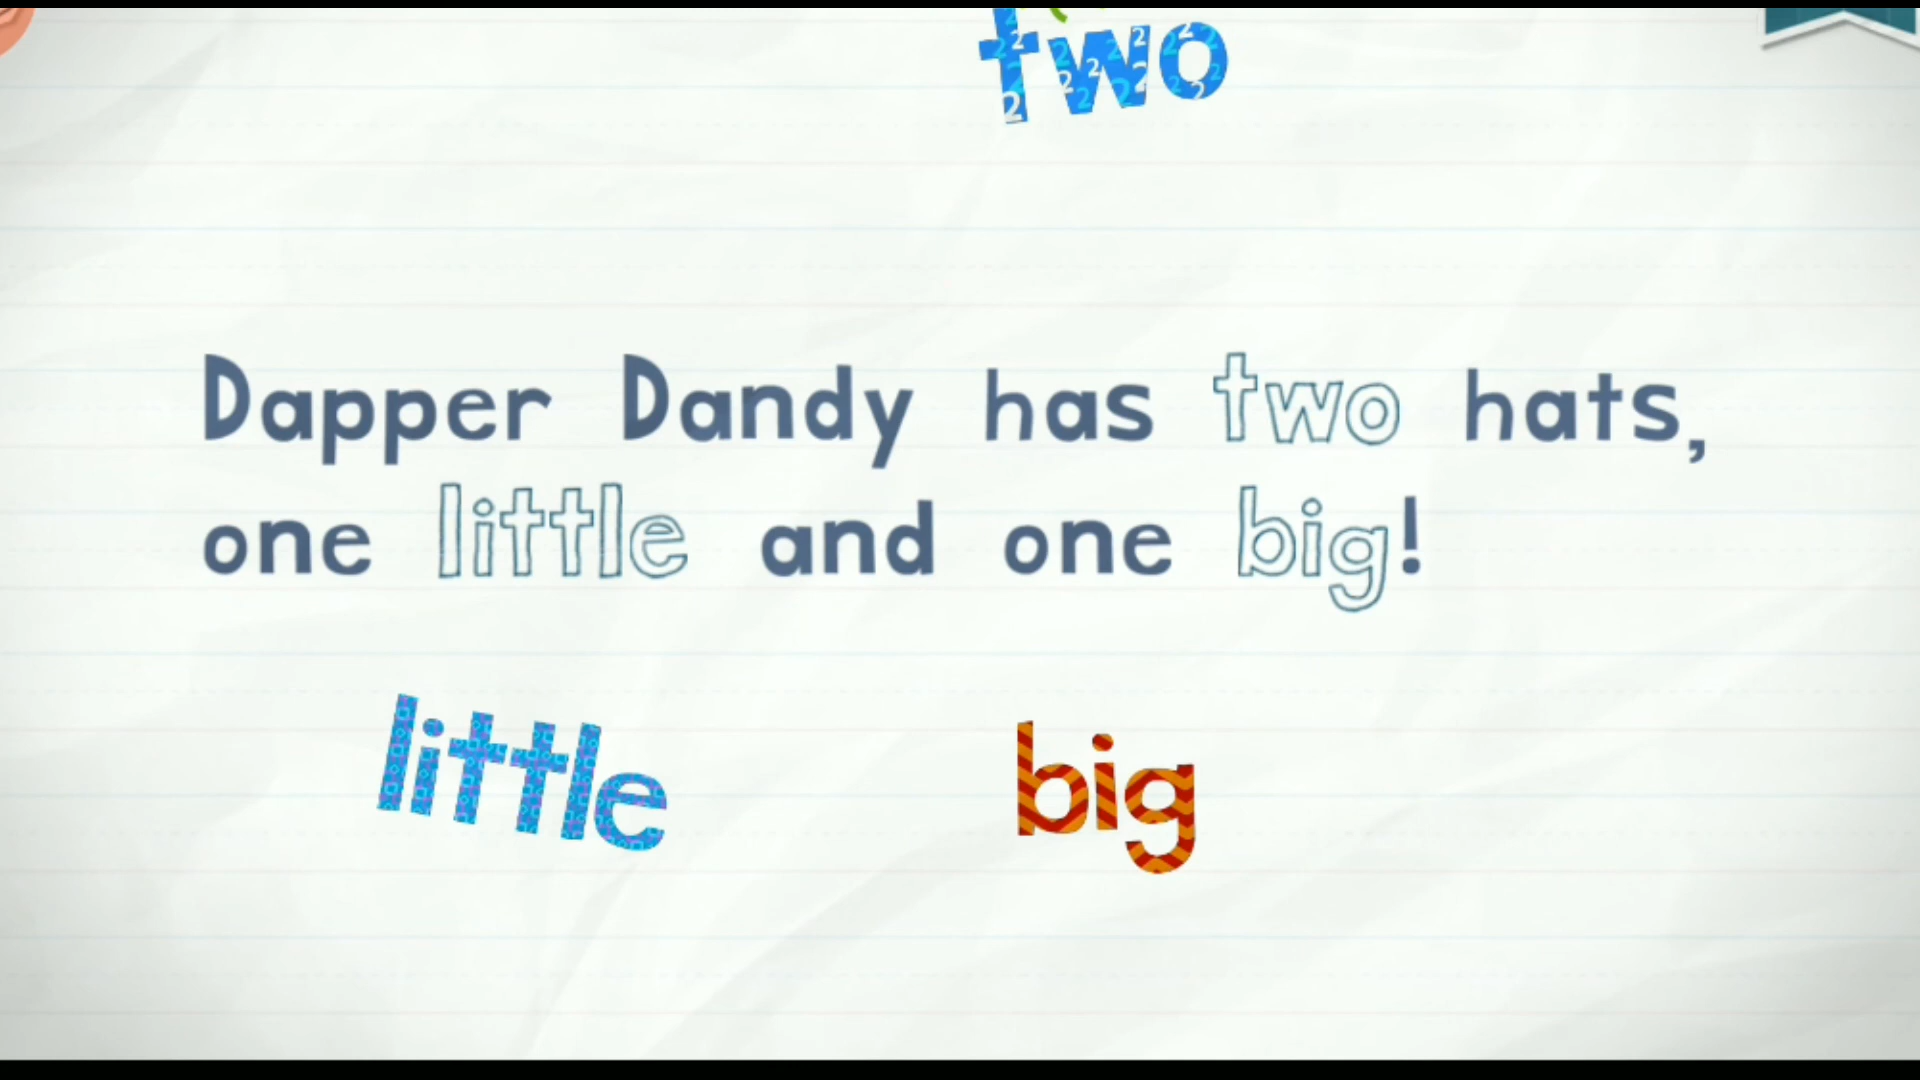 two
Dapper Dandy has two hats,
one little and one big!
little big